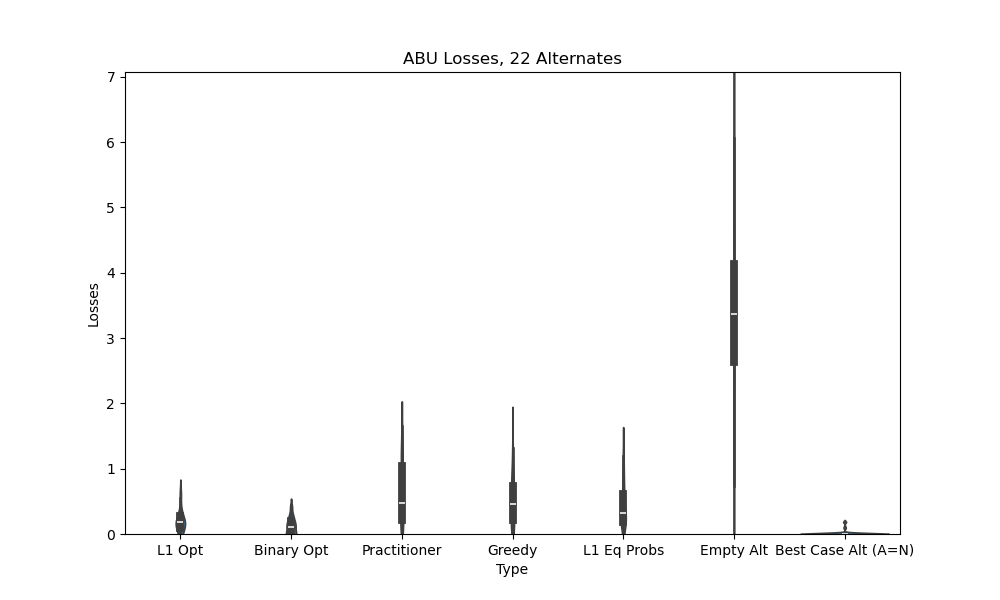 ABU Losses, 22 Alternates
7
6
5
4
3
2
1
0
Losses
L1 Opt Binary Opt Practitioner Greedy L1 Eq Probs Empty Alt Best Case Alt (A=N)
Type